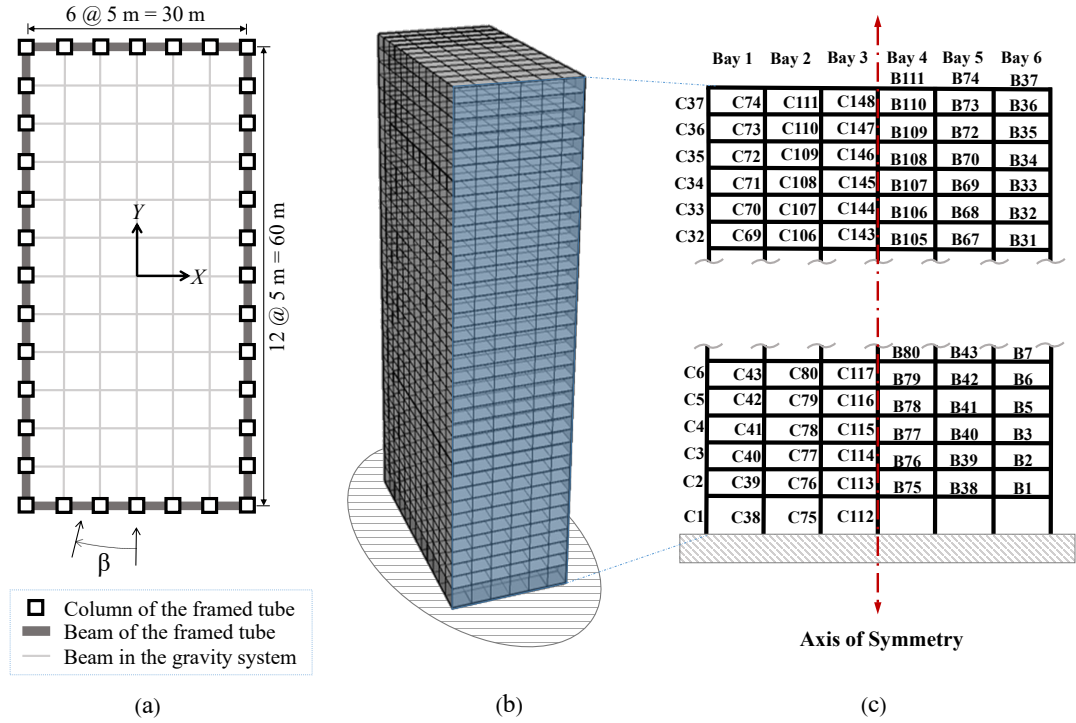 6 @ 5 m = 30 m
Y
X
12 @ 5 m = 60 m
β
Column of the framed tube
Beam of the framed tube
Beam in the gravity system
(a)
(b)
Bay 1 Bay 2 Bay 3 Bay 4 Bay 5 Bay 6
B111 B74 B37
C37 C74 C111 C148 B110 B73 B36
C36 C73 C110 C147 B109 B72 B35
C35 C72 C109 C146 B108 B70 B34
C34 C71 C108 C145 B107 B69 B33
C33 C70 C107 C144 B106 B68 B32
C32 C69 C106 C143 B105 B67 B31
B80 B43 B7
C6 C43 C80 C117 B79 B42 B6
C5 C42 C79 C116 B78 B41 B5
C4 C41 C78 C115 B77 B40 B3
C3 C40 C77 C114 B76 B39 B2
C2 C39 C76 C113 B75 B38 B1
C1 C38 C75 C112
Axis of Symmetry
(c)